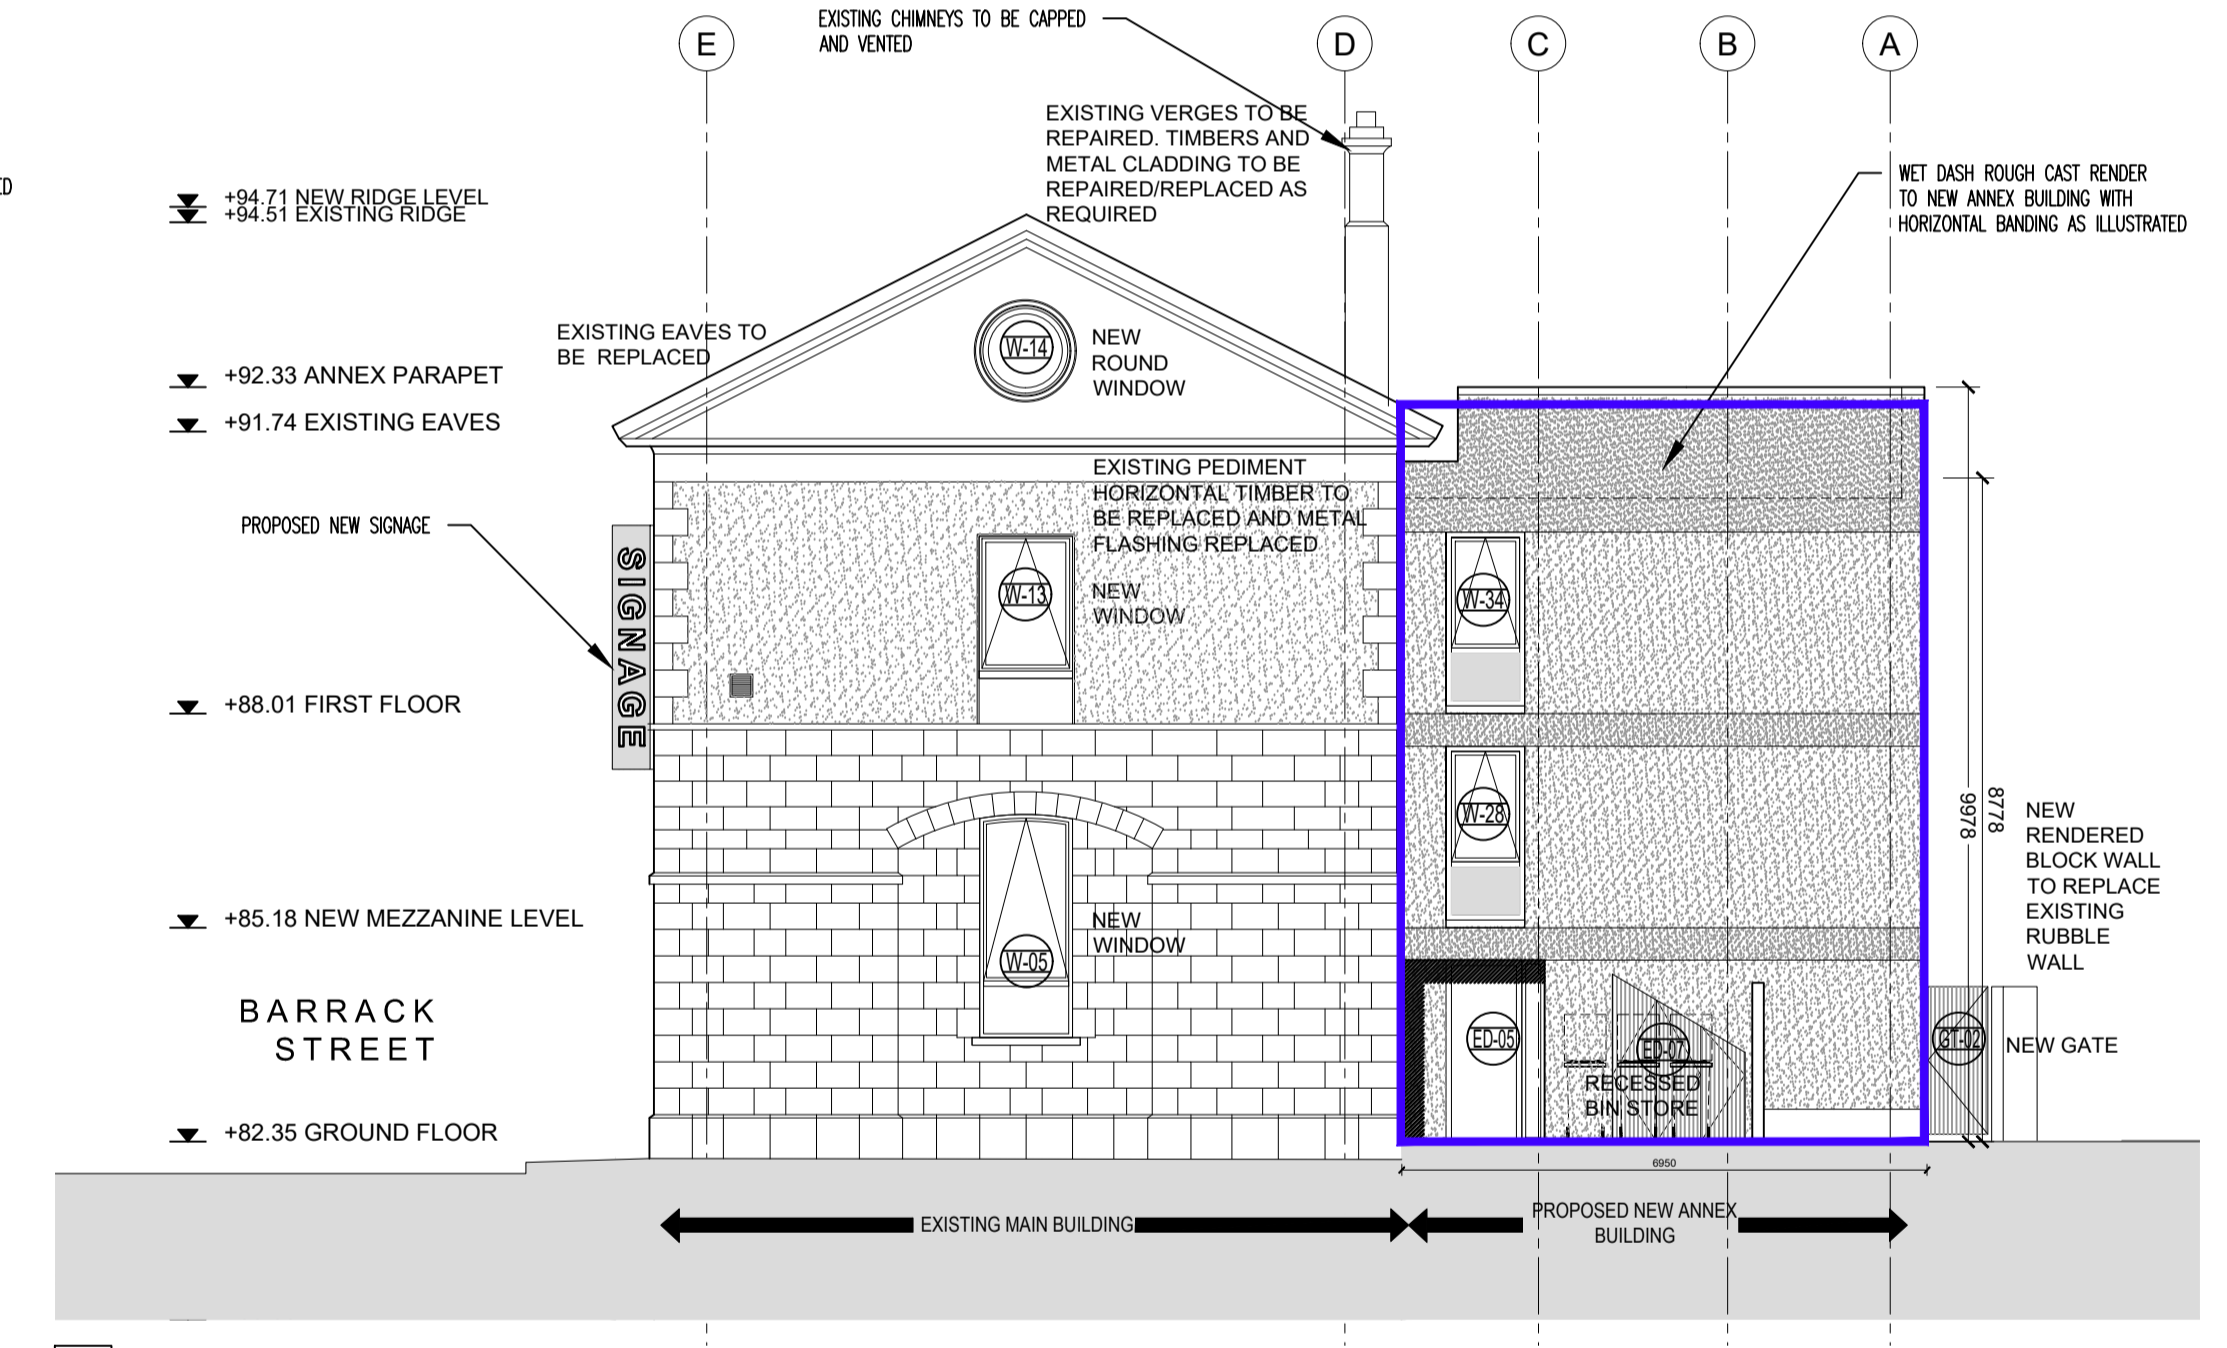 EXISTING CHIMNEYS TO BE CAPPED
AND VENTED
E
D
C
B
A
EXISTING VERGES TO BE
REPAIRED. TIMBERS AND
METAL CLADDING TO BE
REPAIRED/REPLACED AS
REQUIRED
WET DASH ROUGH CAST RENDER
TO NEW ANNEX BUILDING WITH
HORIZONTAL BANDING AS ILLUSTRATED
ED
+94.71 NEW RIDGE LEVEL
+94.51 EXISTING RIDGE
EXISTING EAVES TO
BE REPLACED
W-14
NEW
ROUND
WINDOW
+92.33 ANNEX PARAPET
+91.74 EXISTING EAVES
EXISTING PEDIMENT
HORIZONTAL TIMBER TO
BE REPLACED AND METAL
FLASHING REPLACED
PROPOSED NEW SIGNAGE
SIGNAGE
W-13
NEW
WINDOW
W-34
+88.01 FIRST FLOOR
W-28
8778
9978
NEW
RENDERED
BLOCK WALL
TO REPLACE
EXISTING
RUBBLE
WALL
+85.18 NEW MEZZANINE LEVEL
NEW
WINDOW
W-05
BARRACK
STREET
ED-05
ED-07
RECESSED
BIN STORE
GT-02
NEW GATE
+82.35 GROUND FLOOR
6950
EXISTING MAIN BUILDING
PROPOSED NEW ANNEX
BUILDING